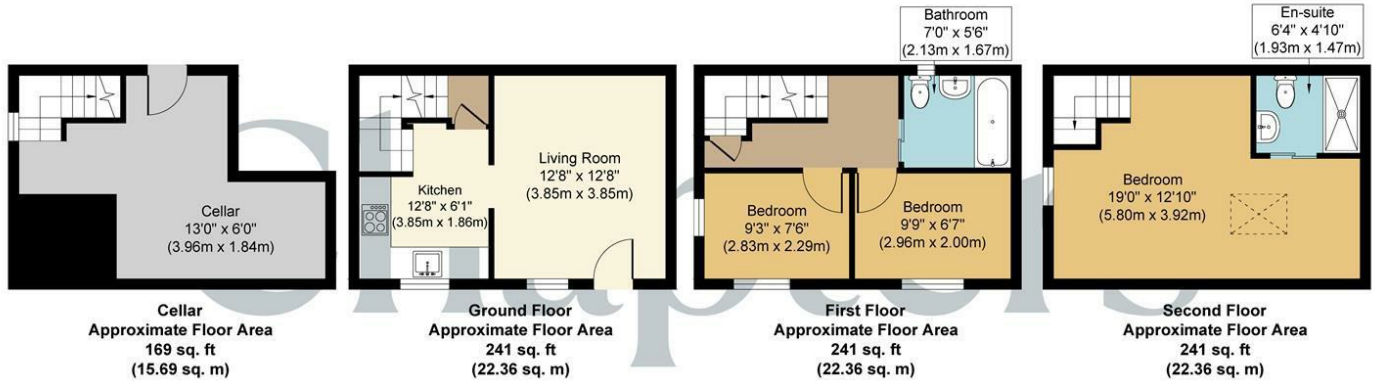 Bathroom
7'0" x 5'6"
(2.13m x 1.67m)
En-suite
6'4" x 4'10"
(1.93m x 1.47m)
Cellar
13'0" x 6'0"
(3.96m x 1.84m)
Kitchen
12'8" x 6'1"
(3.85m x 1.86m)
Living Room
12'8" x 12'8"
(3.85m x 3.85m)
Bedroom
9'3" x 7'6"
(2.83m x 2.29m)
Bedroom
9'9" x 6'7"
(2.96m x 2.00m)
Bedroom
19'0" x 12'10"
(5.80m x 3.92m)
Chapters
Cellar
Approximate Floor Area
169 sq. ft
(15.69 sq. m)
Ground Floor
Approximate Floor Area
241 sq. ft
(22.36 sq. m)
First Floor
Approximate Floor Area
241 sq. ft
(22.36 sq. m)
Second Floor
Approximate Floor Area
241 sq. ft
(22.36 sq. m)